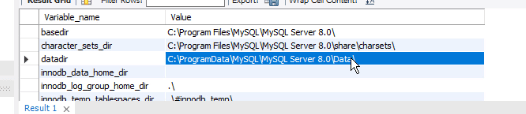 Result Grid Filter Rows: Export: Wrap Cell Content:
Variable_name Value
basedir C:\Program Files\MySQL\MySQL Server 8.0\
character_sets_dir C:\Program Files\MySQL\MySQL Server 8.0\share\charsets\
datadir C:\ProgramData\MySQL\MySQL Server 8.0\Data\
innodb_data_home_dir
innodb_log_group_home_dir .\
innodb_temp_tablespaces_dir .\#innodb_temp\
Result 1 ×